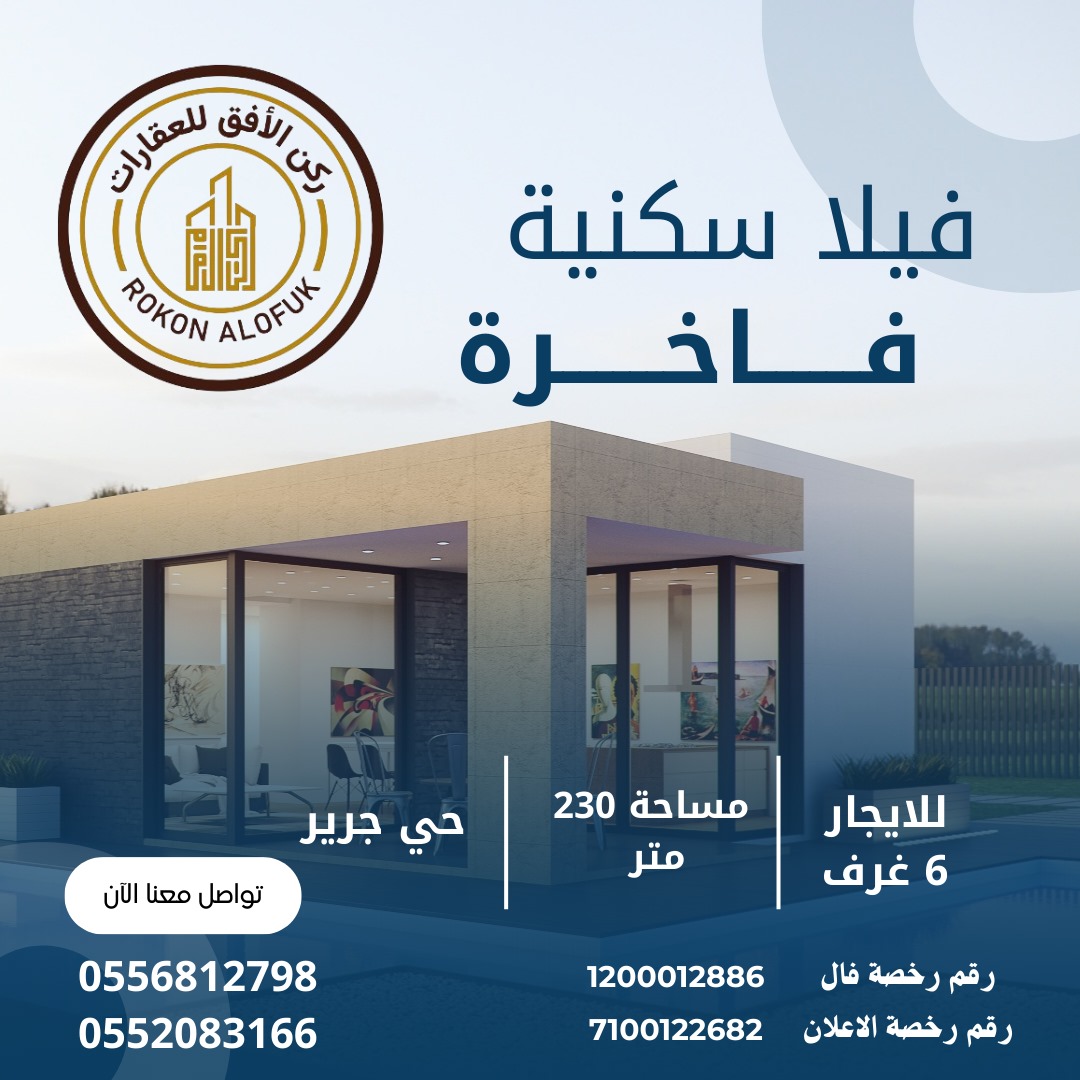 ركن الأفق للعقارات
ROKON ALOFUK
فيلا سكنية
فـاخـرة
للايجار
6 غرف
مساحة 230
متر
حي جرير
تواصل معنا الآن
0556812798
0552083166
رقم رخصة فال 1200012886
رقم رخصة الاعلان 7100122682